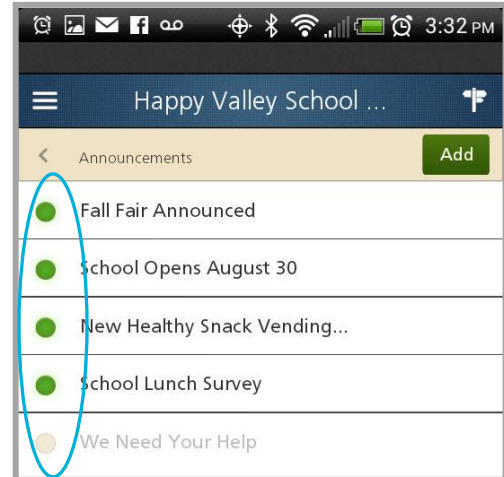 3:32 PM
Happy Valley School ...
Announcements
Add
Fall Fair Announced
School Opens August 30
New Healthy Snack Vending...
School Lunch Survey
We Need Your Help